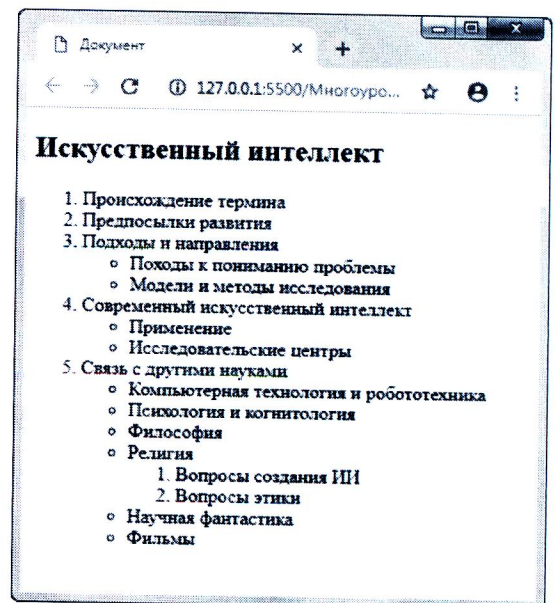 Документ
127.0.0.1:5500/Многоуро...
Искусственный интеллект
1. Происхождение термина
2. Предпосылки развития
3. Подходы и направления
Походы к пониманию проблемы
Модели и методы исследования
4. Современный искусственный интеллект
Применение
Исследовательские центры
5. Связь с другими науками
Компьютерная технология и робототехника
Психология и когнитология
Философия
Религия
1. Вопросы создания ИИ
2. Вопросы этики
Научная фантастика
Фильмы